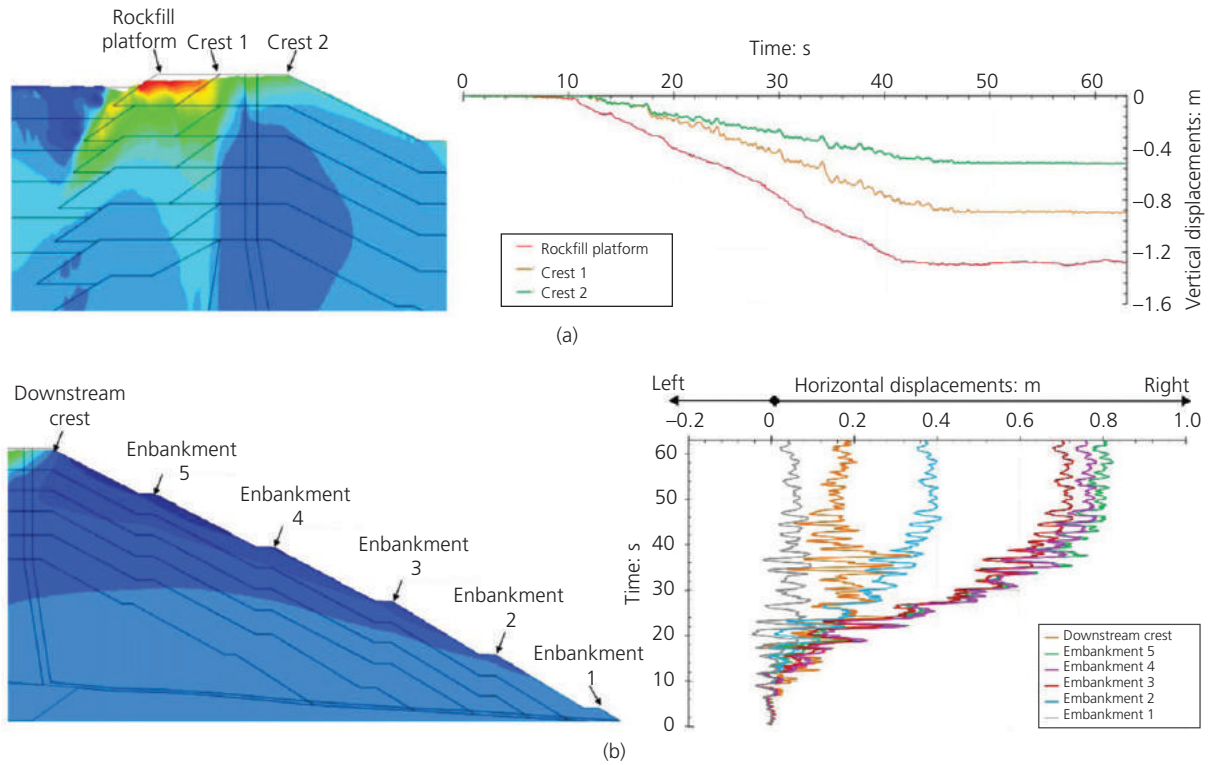 Rockfill
platform
Crest 1
Crest 2
Time: s
0
10
20
30
40
50
60
0
−0.4
−0.8
−1.2
−1.6
Vertical displacements: m
Rockfill platform
Crest 1
Crest 2
(a)
Downstream
crest
Enbankment
5
Enbankment
4
Enbankment
3
Enbankment
2
Enbankment
1
Left
Horizontal displacements: m
Right
−0.2
0
0.2
0.4
0.6
0.8
1.0
60
50
40
30
20
10
0
Time: s
Downstream crest
Embankment 5
Embankment 4
Embankment 3
Embankment 2
Embankment 1
(b)